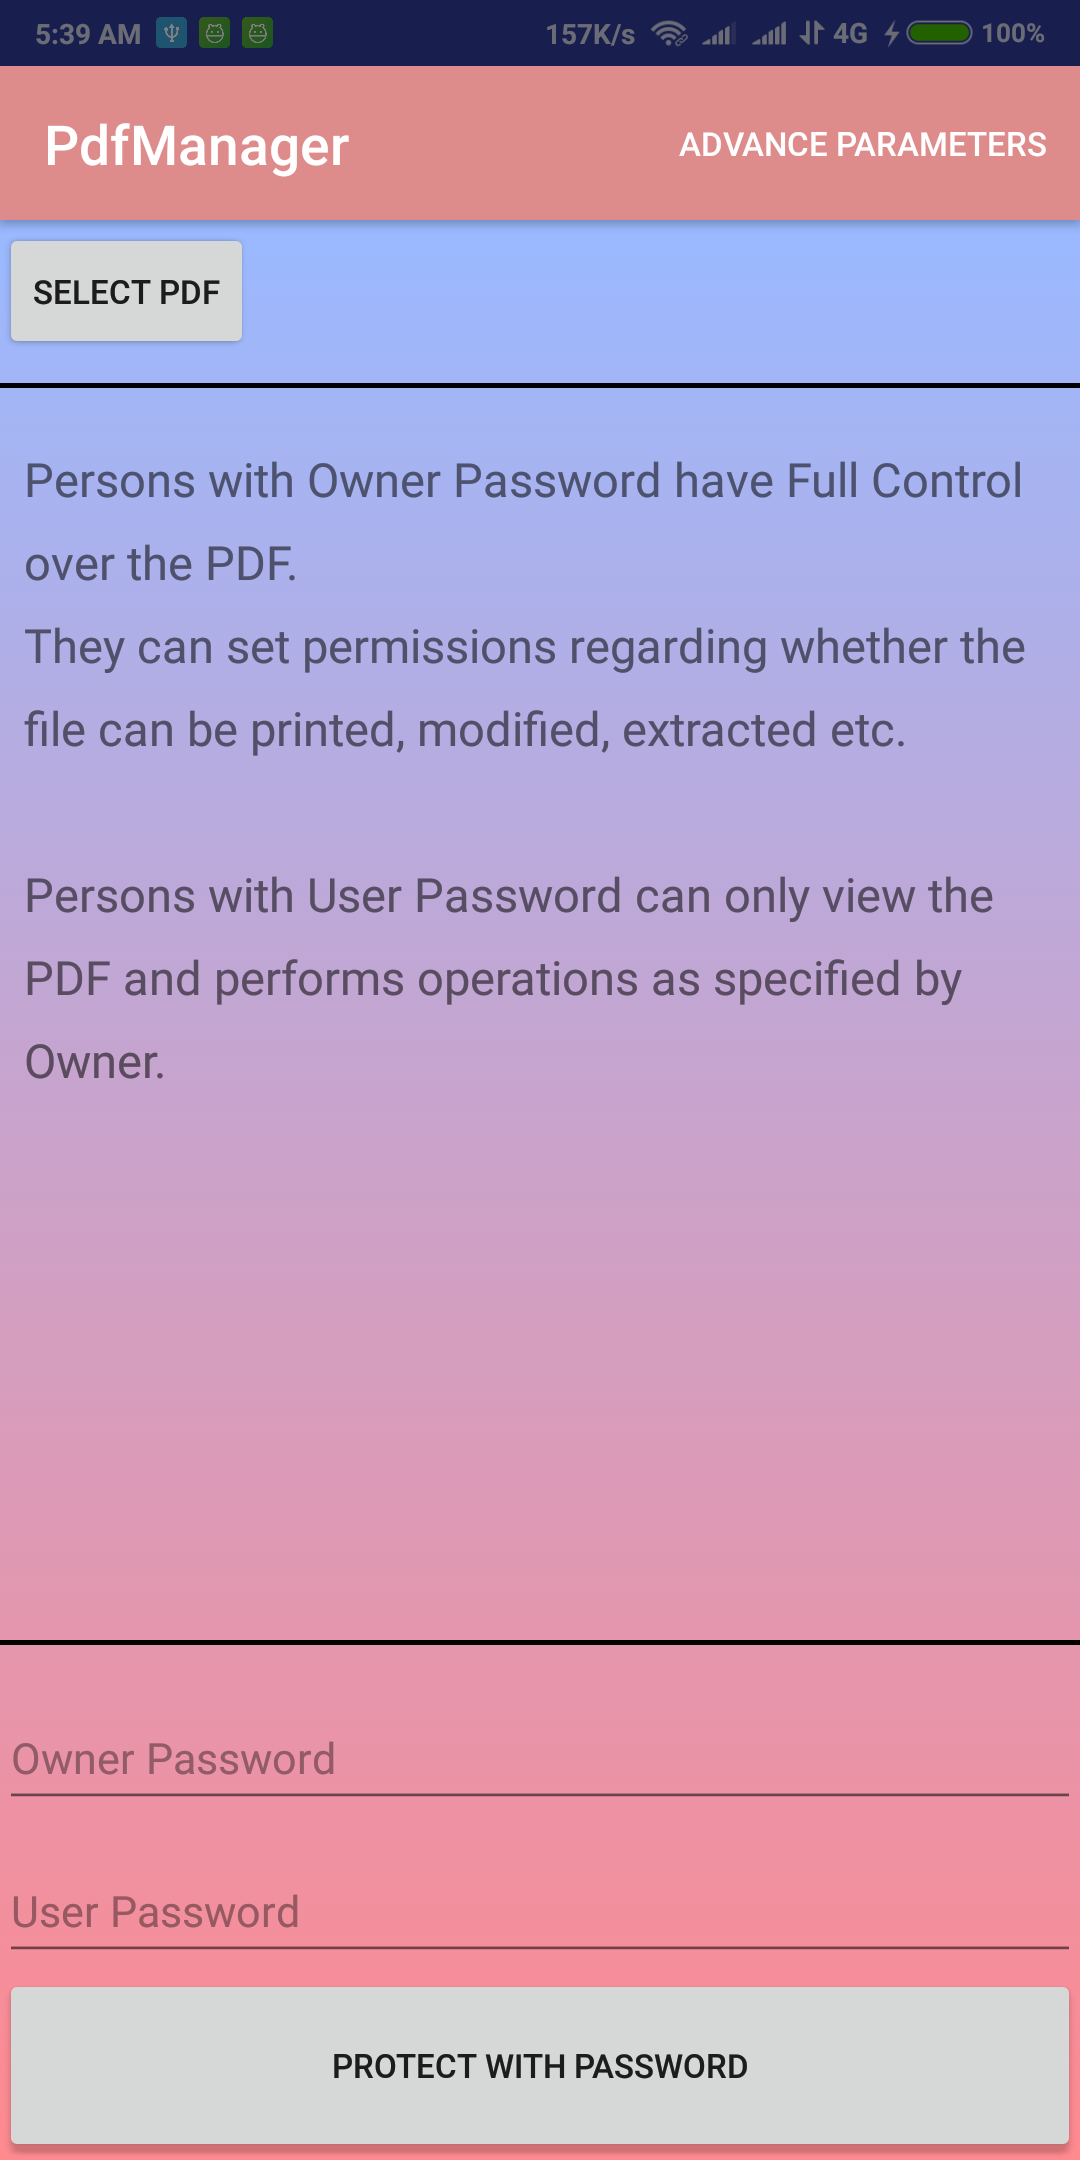 5:39 AM 157K/s 4G 100%
PdfManager ADVANCE PARAMETERS
SELECT PDF
Persons with Owner Password have Full Control
over the PDF.
They can set permissions regarding whether the
file can be printed, modified, extracted etc.
Persons with User Password can only view the
PDF and performs operations as specified by
Owner.
Owner Password
User Password
PROTECT WITH PASSWORD